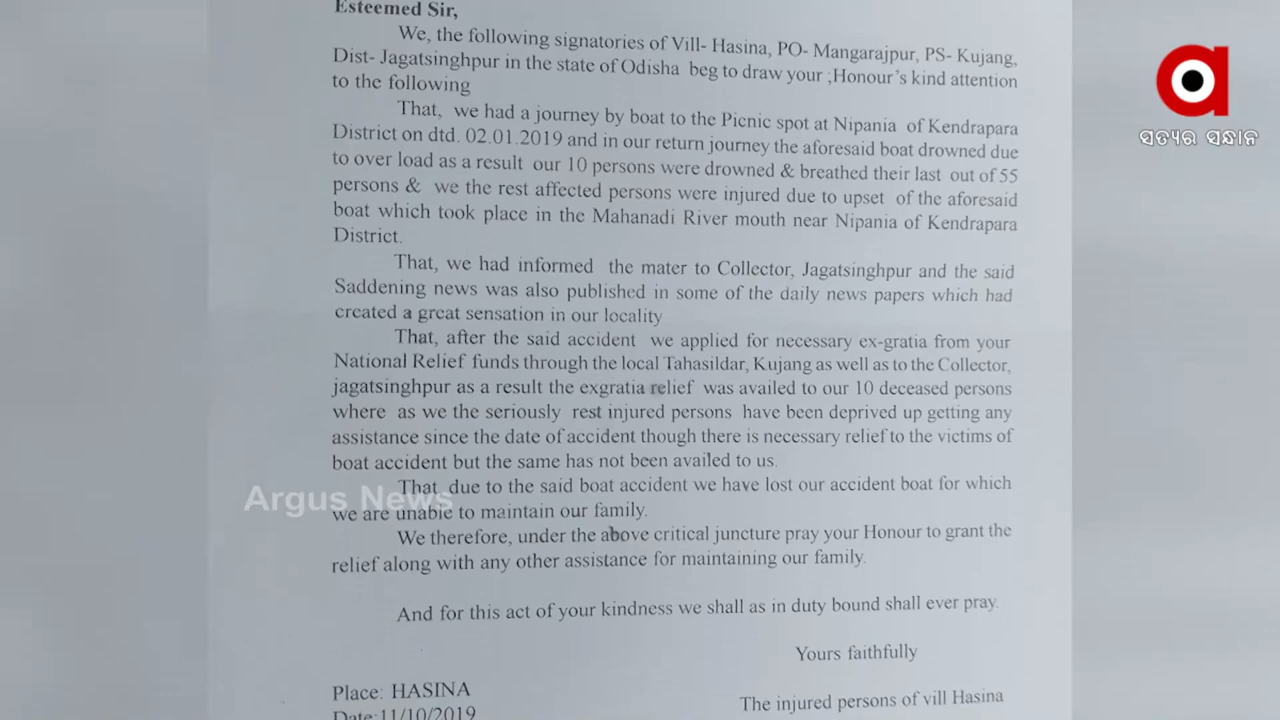 Esteemed Sir,
We, the following signatories of Vill- Hasina, PO- Mangarajpur, PS- Kujang,
Dist- Jagatsinghpur in the state of Odisha beg to draw your ;Honour's kind attention
to the following
That, we had a journey by boat to the Picnic spot at Nipania of Kendrapara
District on dtd. 02.01.2019 and in our return journey the aforesaid boat drowned due
to over load as a result our 10 persons were drowned & breathed their last out of 55
persons & we the rest affected persons were injured due to upset of the aforesaid
boat which took place in the Mahanadi River mouth near Nipania of Kendrapara
District.
That, we had informed the mater to Collector, Jagatsinghpur and the said
Saddening news was also published in some of the daily news papers which had
created a great sensation in our locality
That, after the said accident we applied for necessary ex-gratia from your
National Relief funds through the local Tahasildar, Kujang as well as to the Collector,
jagatsinghpur as a result the exgratia relief was availed to our 10 deceased persons
where as we the seriously rest injured persons have been deprived up getting any
assistance since the date of accident though there is necessary relief to the victims of
boat accident but the same has not been availed to us.
That, due to the said boat accident we have lost our accident boat for which
we are unable to maintain our family.
We therefore, under the above critical juncture pray your Honour to grant the
relief along with any other assistance for maintaining our family.
And for this act of your kindness we shall as in duty bound shall ever pray.
Yours faithfully
Place: HASINA
The injured persons of vill Hasina
Date:11/10/2019
Argus News
a
ସତ୍ୟର ସନ୍ଧାନ